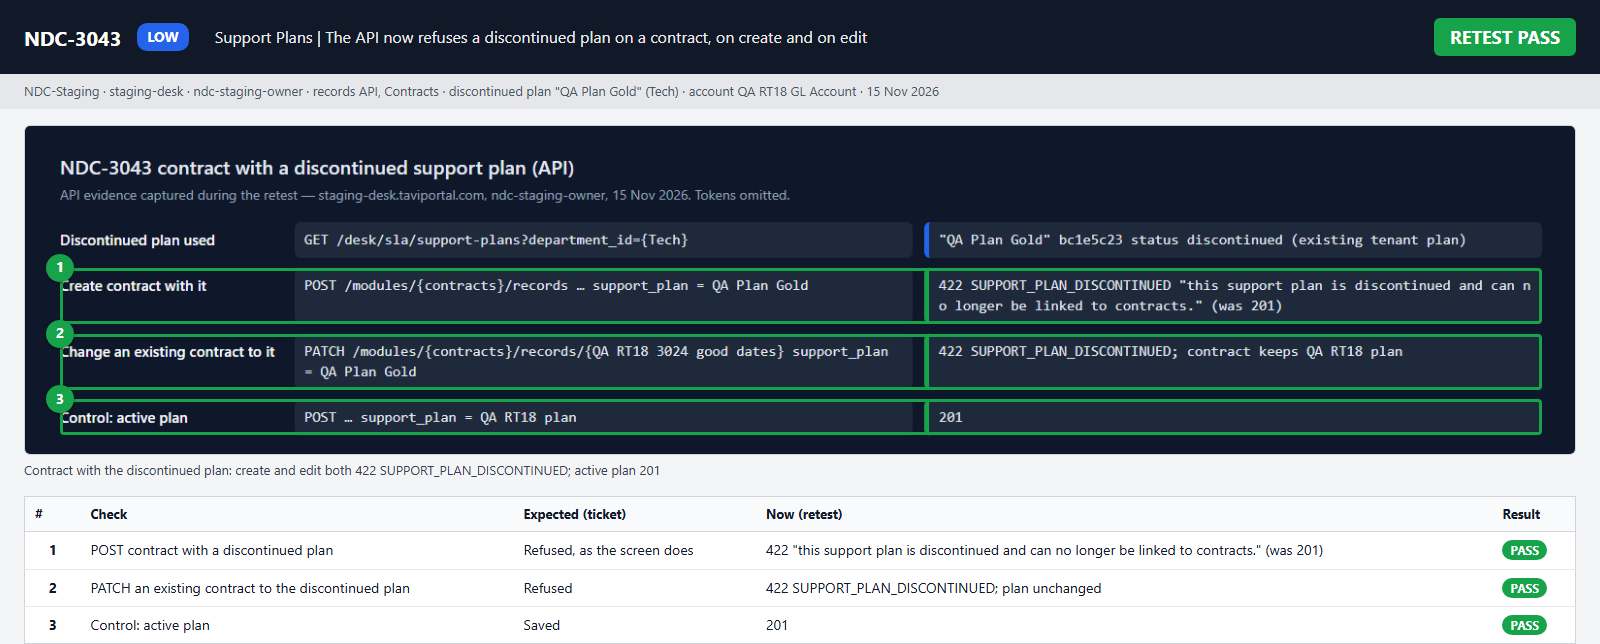 NDC-3043 LOW Support Plans | The API now refuses a discontinued plan on a contract, on create and on edit RETEST PASS
NDC-Staging · staging-desk · ndc-staging-owner · records API, Contracts · discontinued plan "QA Plan Gold" (Tech) · account QA RT18 GL Account · 15 Nov 2026
NDC-3043 contract with a discontinued support plan (API)
API evidence captured during the retest — staging-desk.taviportal.com, ndc-staging-owner, 15 Nov 2026. Tokens omitted.
Discontinued plan used GET /desk/sla/support-plans?department_id={Tech} "QA Plan Gold" bc1e5c23 status discontinued (existing tenant plan)
1
Create contract with it POST /modules/{contracts}/records … support_plan = QA Plan Gold 422 SUPPORT_PLAN_DISCONTINUED "this support plan is discontinued and can n
o longer be linked to contracts." (was 201)
2
Change an existing contract to it PATCH /modules/{contracts}/records/{QA RT18 3024 good dates} support_plan 422 SUPPORT_PLAN_DISCONTINUED; contract keeps QA RT18 plan
= QA Plan Gold
3
Control: active plan POST … support_plan = QA RT18 plan 201
Contract with the discontinued plan: create and edit both 422 SUPPORT_PLAN_DISCONTINUED; active plan 201
# Check Expected (ticket) Now (retest) Result
1 POST contract with a discontinued plan Refused, as the screen does 422 "this support plan is discontinued and can no longer be linked to contracts." (was 201) PASS
2 PATCH an existing contract to the discontinued plan Refused 422 SUPPORT_PLAN_DISCONTINUED; plan unchanged PASS
3 Control: active plan Saved 201 PASS